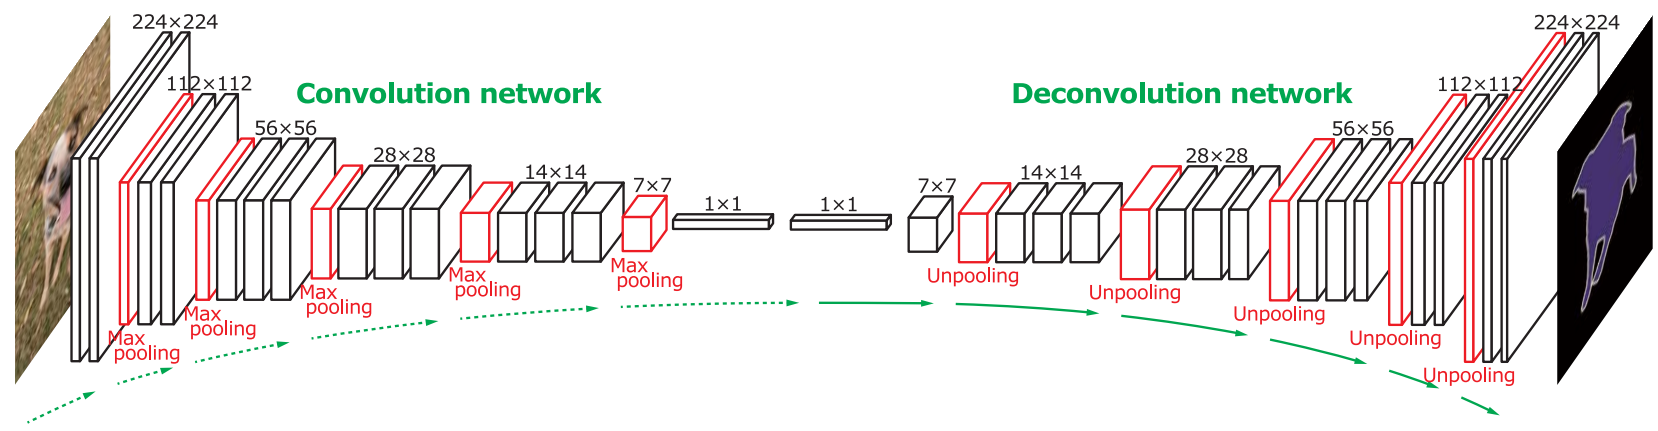 224×224
112×112
Convolution network
56×56
28×28
14×14
7×7
1×1
1×1
Max
pooling
Max
pooling
Max
pooling
Max
pooling
Max
pooling
Deconvolution network
7×7
14×14
28×28
56×56
112×112
224×224
Unpooling
Unpooling
Unpooling
Unpooling
Unpooling